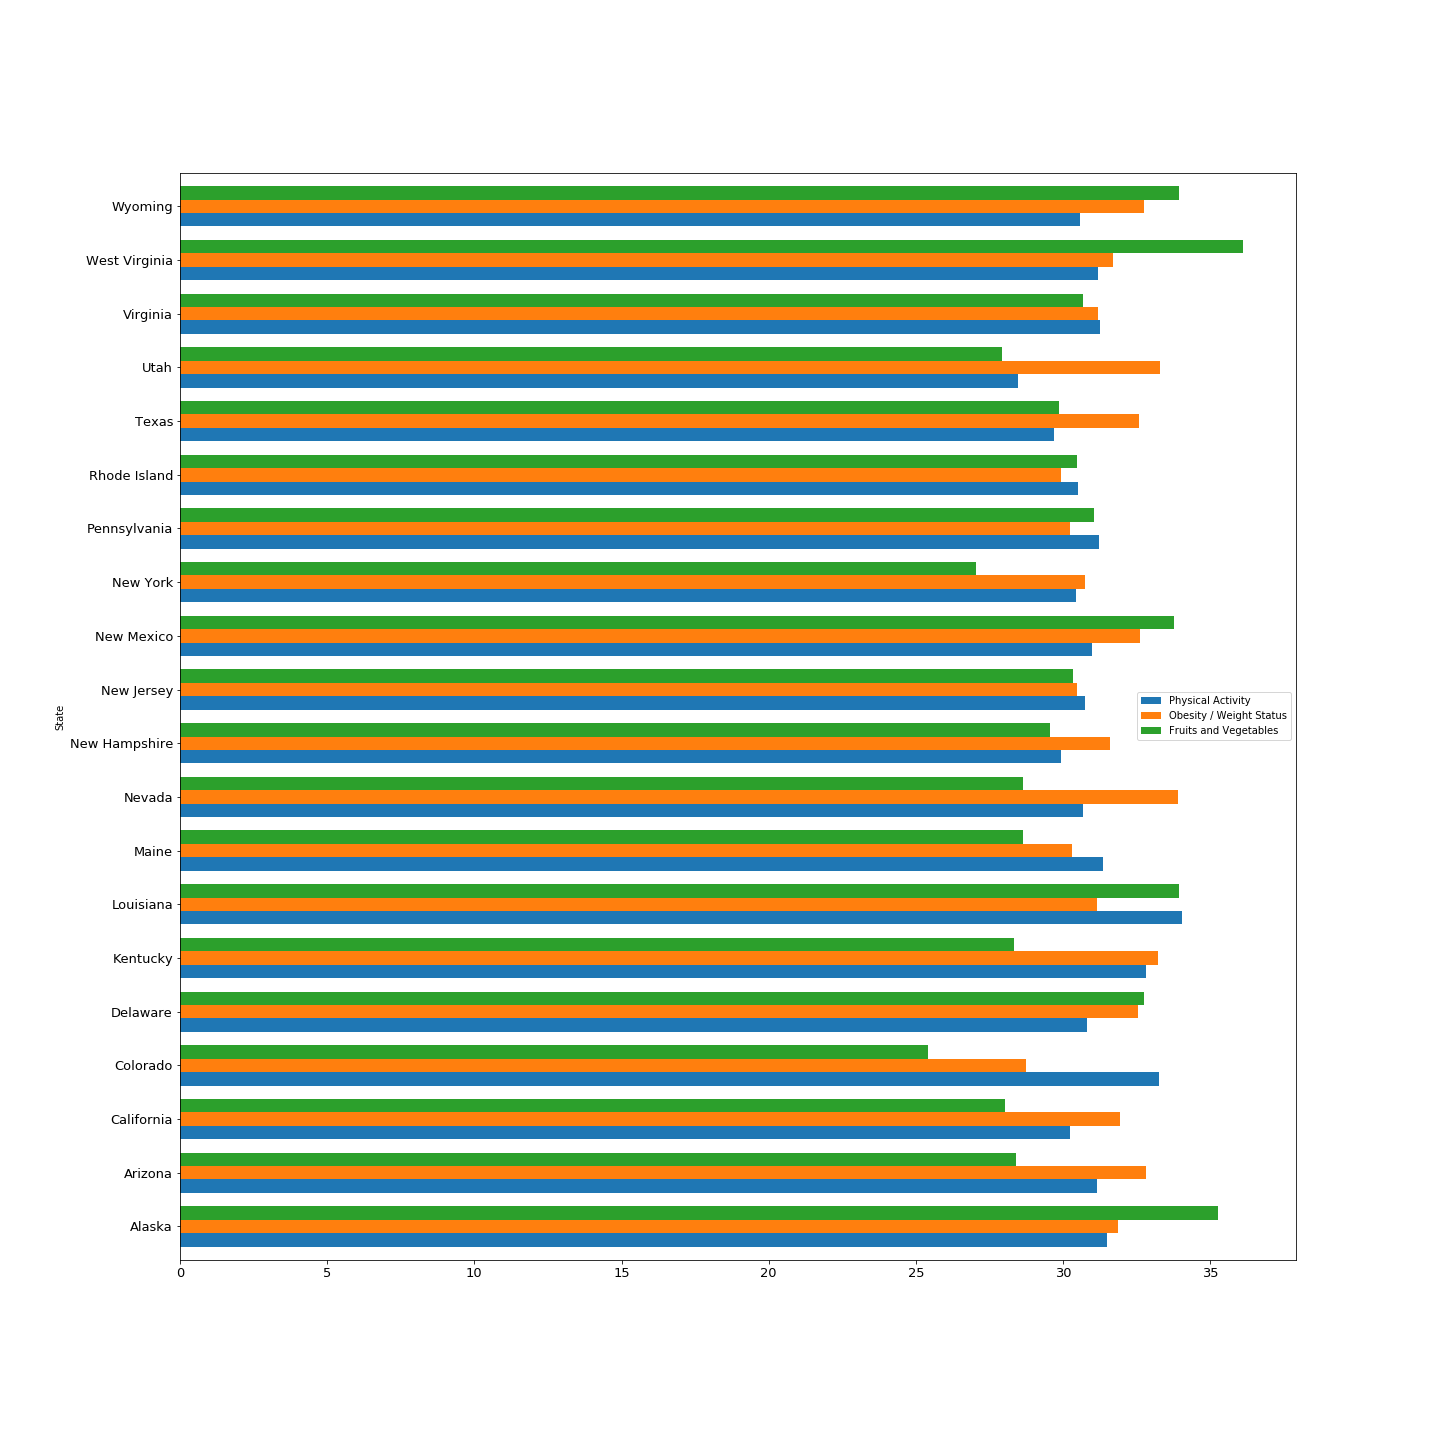 Wyoming
West Virginia
Virginia
Utah
Texas
Rhode Island
Pennsylvania
New York
New Mexico
New Jersey
State
New Hampshire
Nevada
Maine
Louisiana
Kentucky
Delaware
Colorado
California
Arizona
Alaska
Physical Activity
Obesity / Weight Status
Fruits and Vegetables
0 5 10 15 20 25 30 35